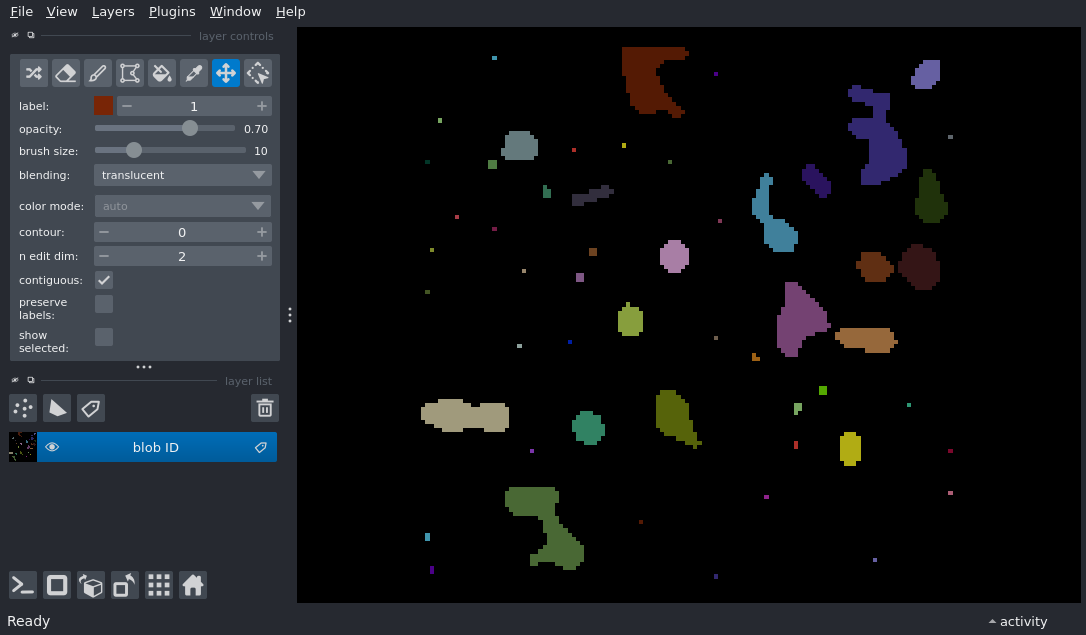 File View Layers Plugins Window Help
layer controls
label: 1
opacity: 0.70
brush size: 10
blending: translucent
color mode: auto
contour: 0
n edit dim: 2
contiguous:
preserve
labels:
show
selected:
layer list
blob ID
Ready activity